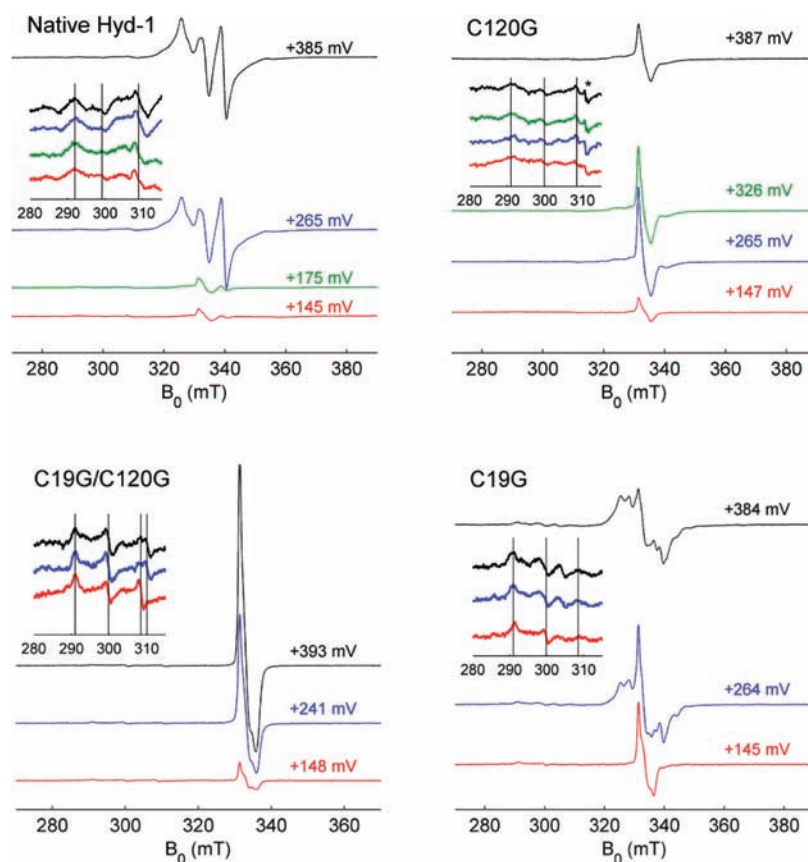 Native Hyd-1
+385 mV
280 290 300 310
+265 mV
+175 mV
+145 mV
280 300 320 340 360 380
B0 (mT)
C120G
+387 mV
*
280 290 300 310
+326 mV
+265 mV
+147 mV
280 300 320 340 360 380
B0 (mT)
C19G/C120G
280 290 300 310
+393 mV
+241 mV
+148 mV
280 300 320 340 360
B0 (mT)
C19G
+384 mV
280 290 300 310
+264 mV
+145 mV
280 300 320 340 360 380
B0 (mT)